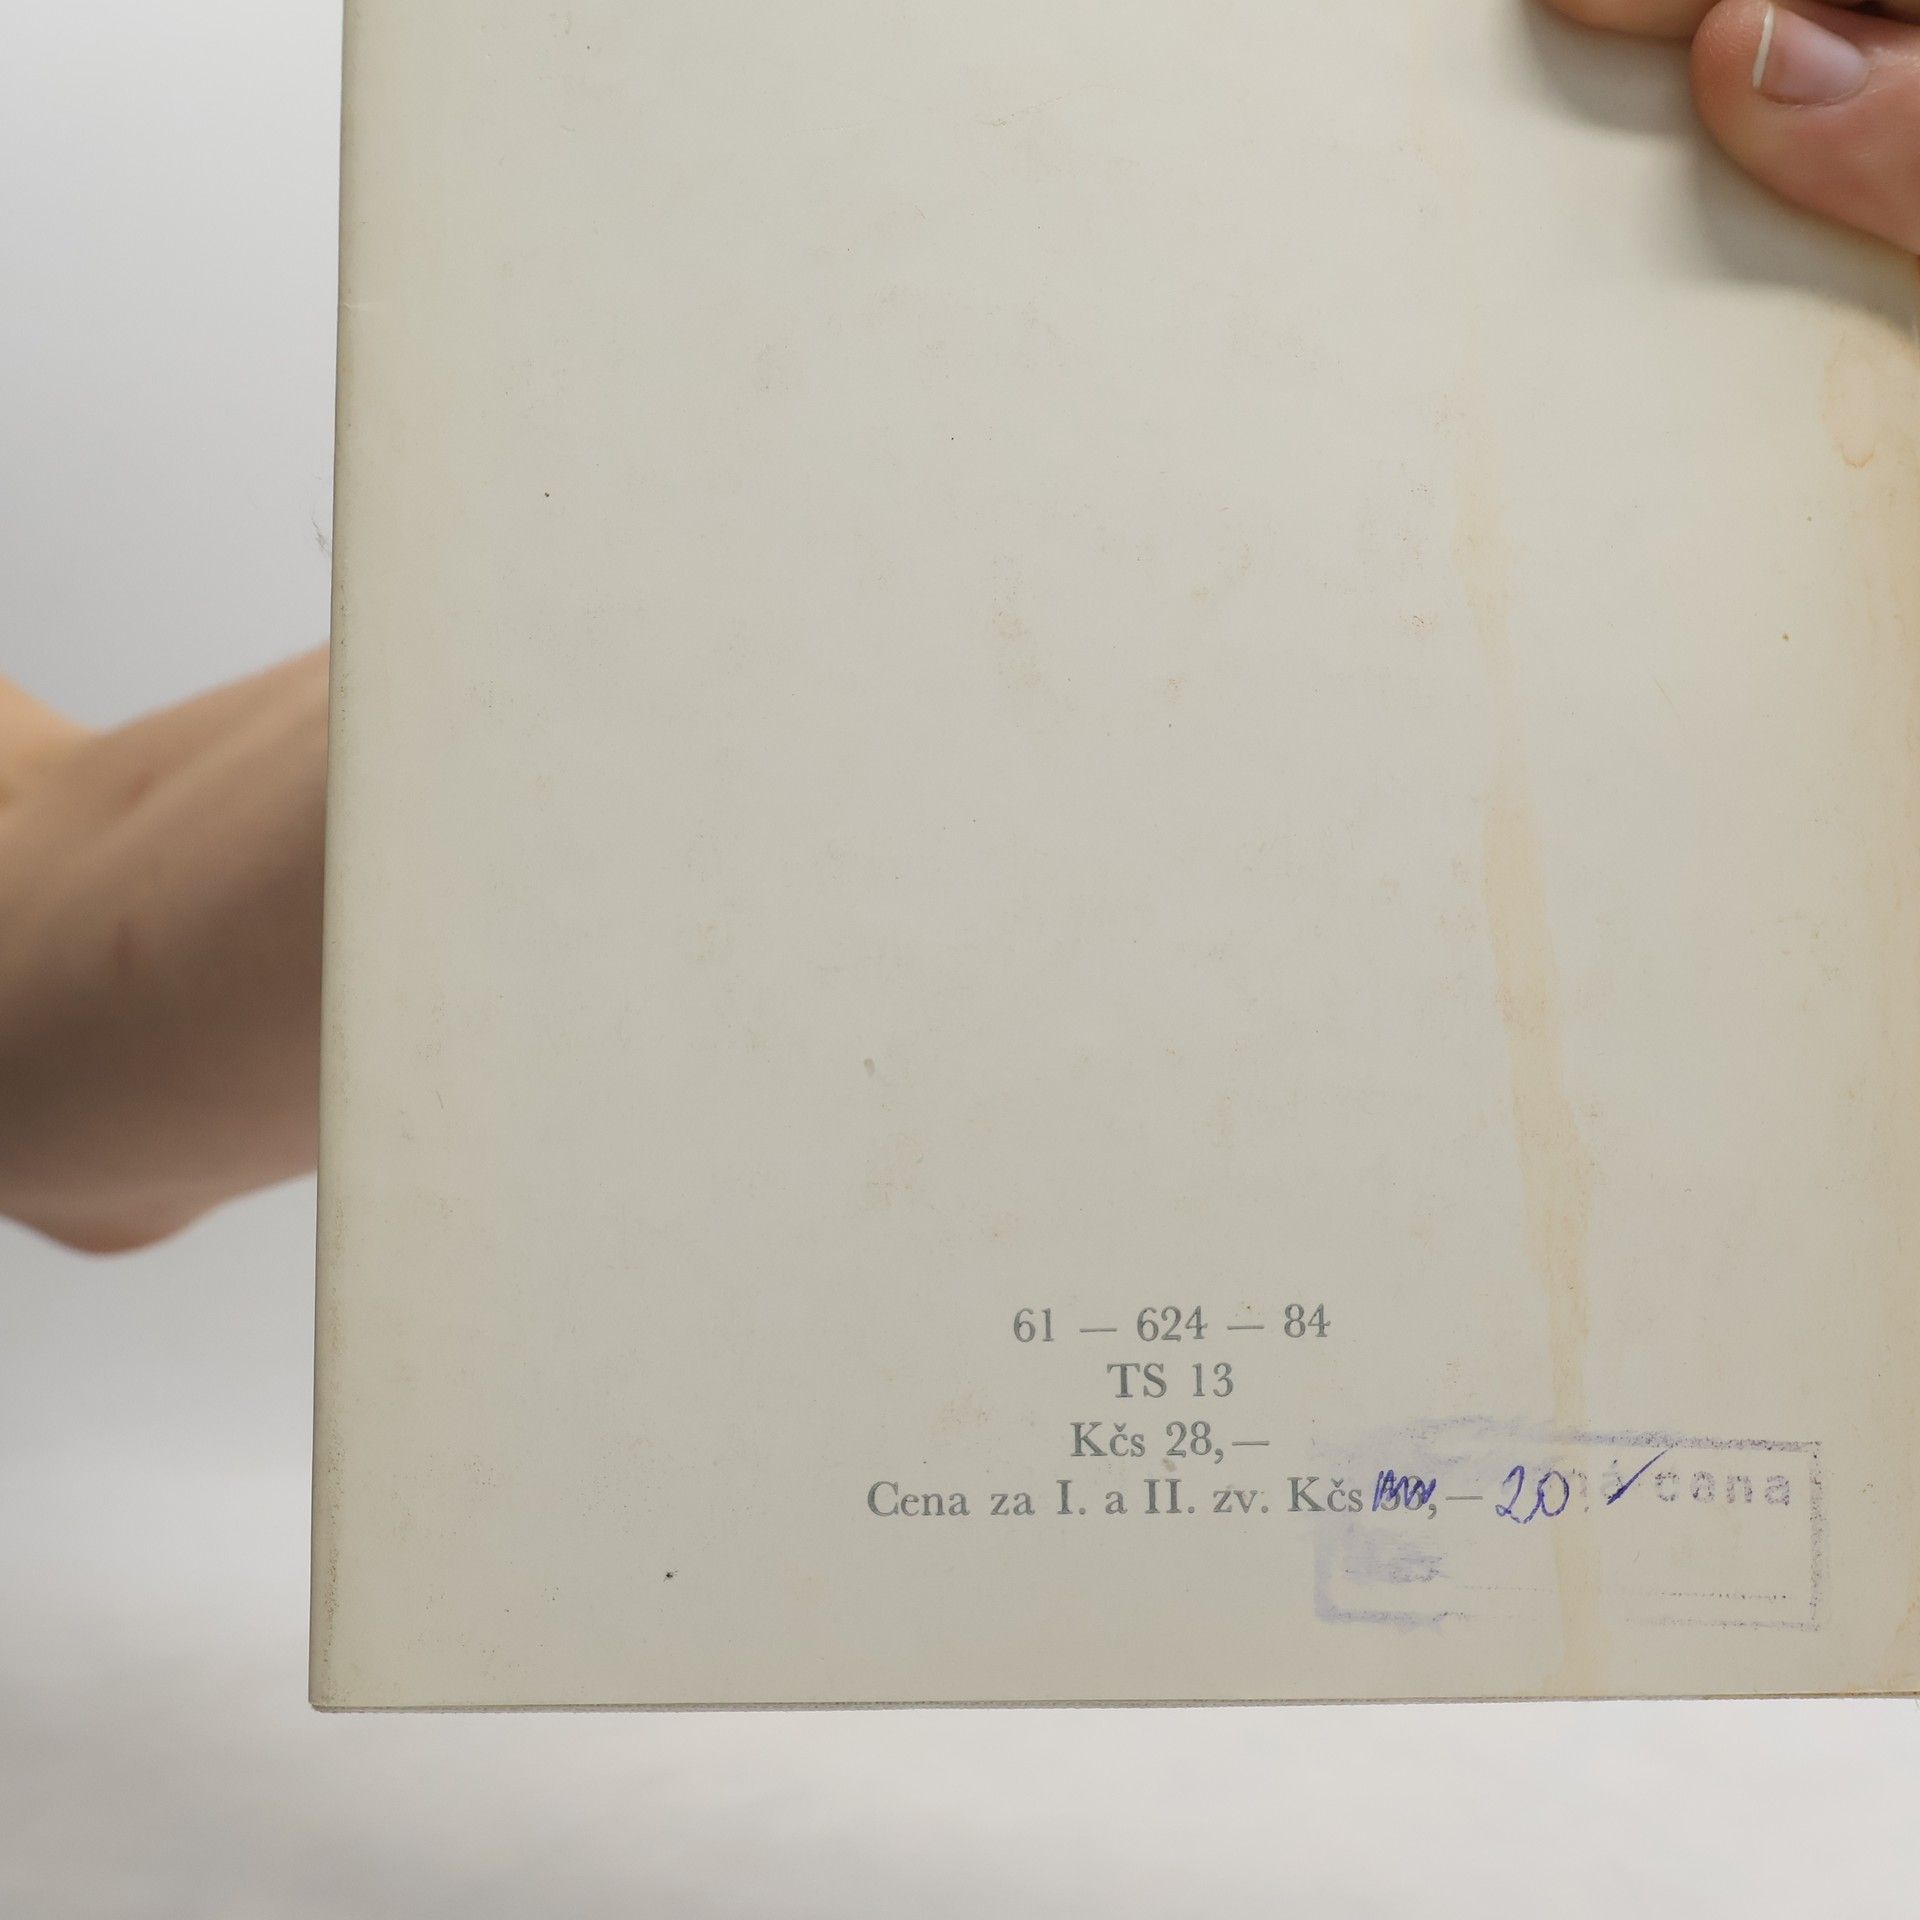 61 — 624 — 84
TS 13
Kčs 28,—
Cena za I. a II. zv. Kčs ,— 20
cena